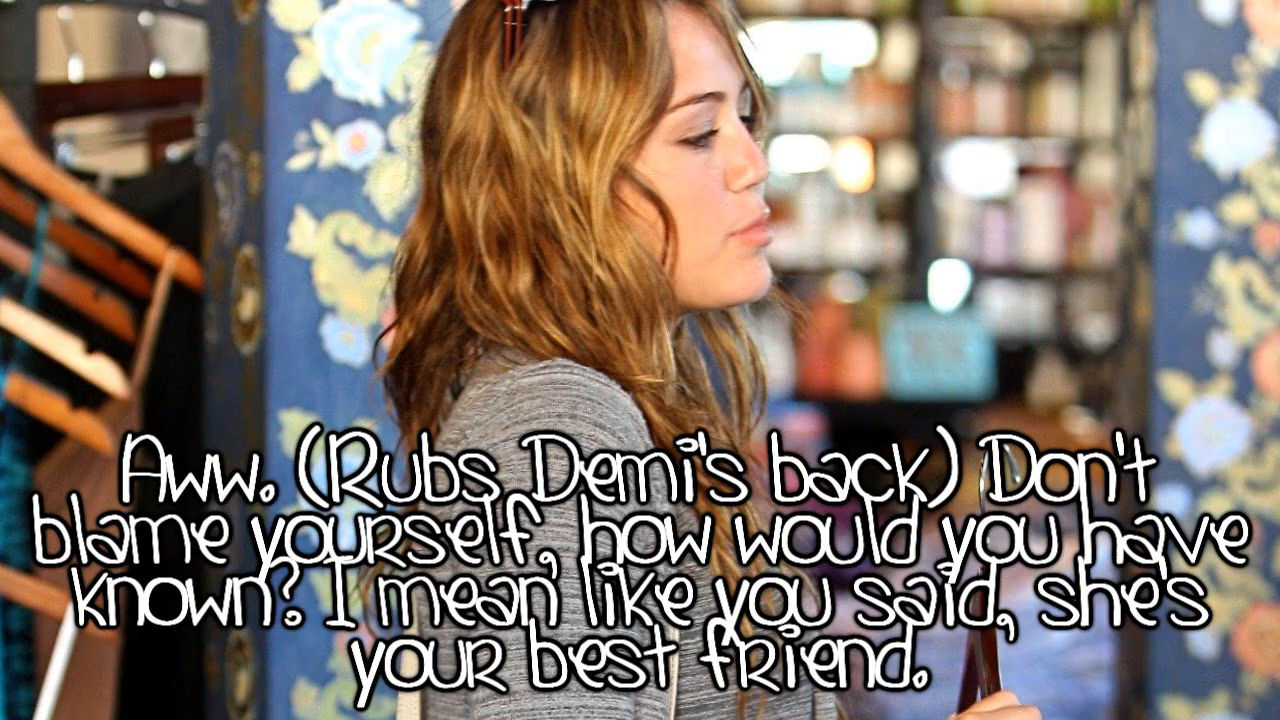 Aww. (Rubs Demi's back) Don't
blame yourself, how would you have
known? I mean like you said, she's
your best friend.